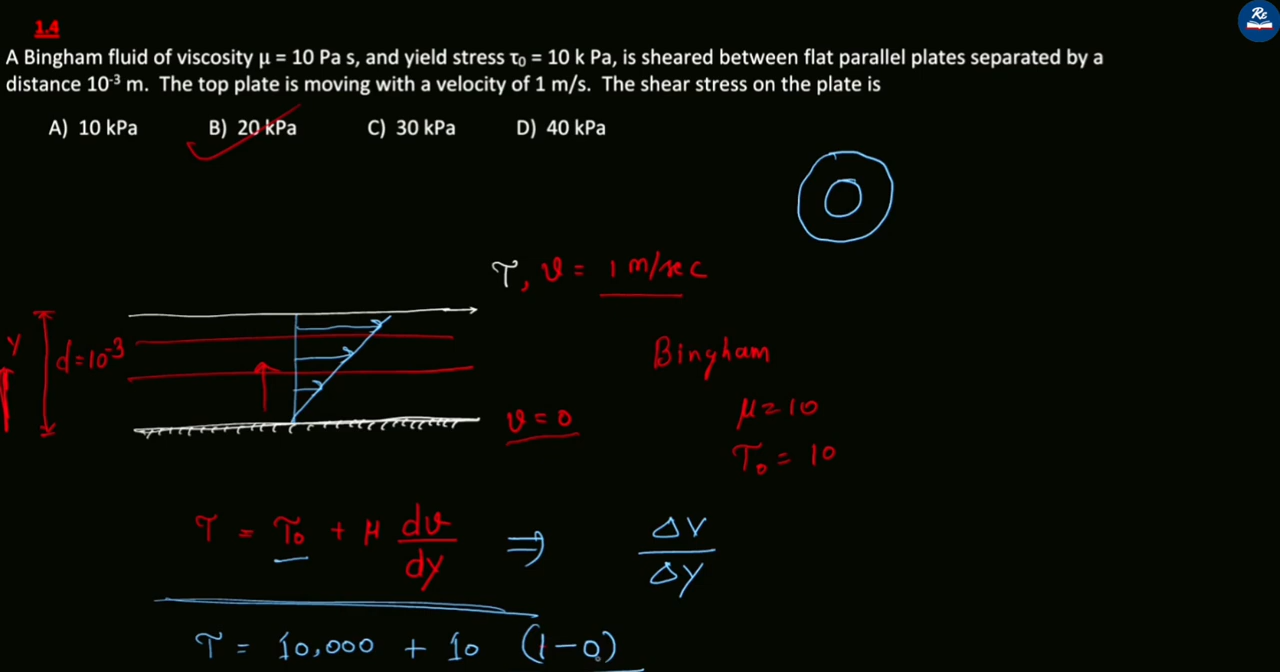 Re
1.4
A Bingham fluid of viscosity μ = 10 Pa s, and yield stress τ₀ = 10 k Pa, is sheared between flat parallel plates separated by a
distance 10⁻³ m. The top plate is moving with a velocity of 1 m/s. The shear stress on the plate is
A) 10 kPa B) 20 kPa C) 30 kPa D) 40 kPa
τ, v = 1 m/sec
y d=10⁻³
Bingham
μ=10
v = 0
τ₀ = 10
τ = τ₀ + μ dv/dy ⇒ ΔV/Δy
τ = 10,000 + 10 (1-0)